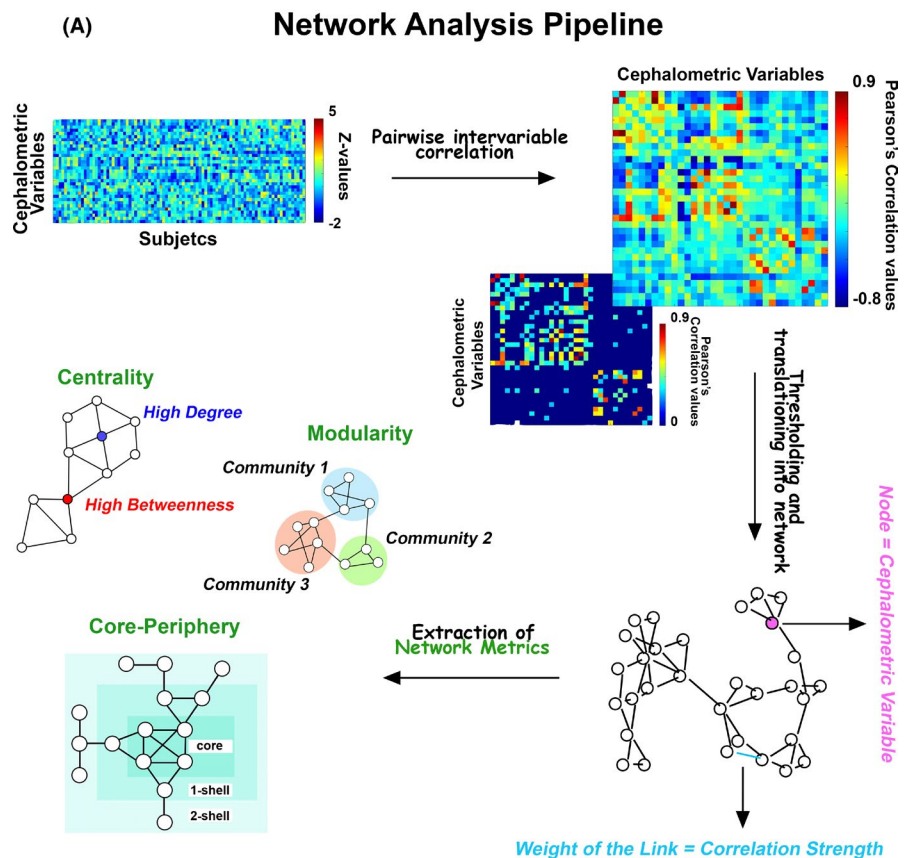 (A)
Network Analysis Pipeline
Cephalometric
Variables
Subjetcs
5
Z-values
-2
Pairwise intervariable
correlation
Cephalometric Variables
0.9
Pearson's Correlation values
-0.8
Cephalometric
Variables
0.9
Pearson's
Correlation values
0
Thresholding and
translationing into network
Centrality
High Degree
High Betweenness
Modularity
Community 1
Community 2
Community 3
Node = Cephalometric Variable
Extraction of
Network Metrics
Core-Periphery
core
1-shell
2-shell
Weight of the Link = Correlation Strength